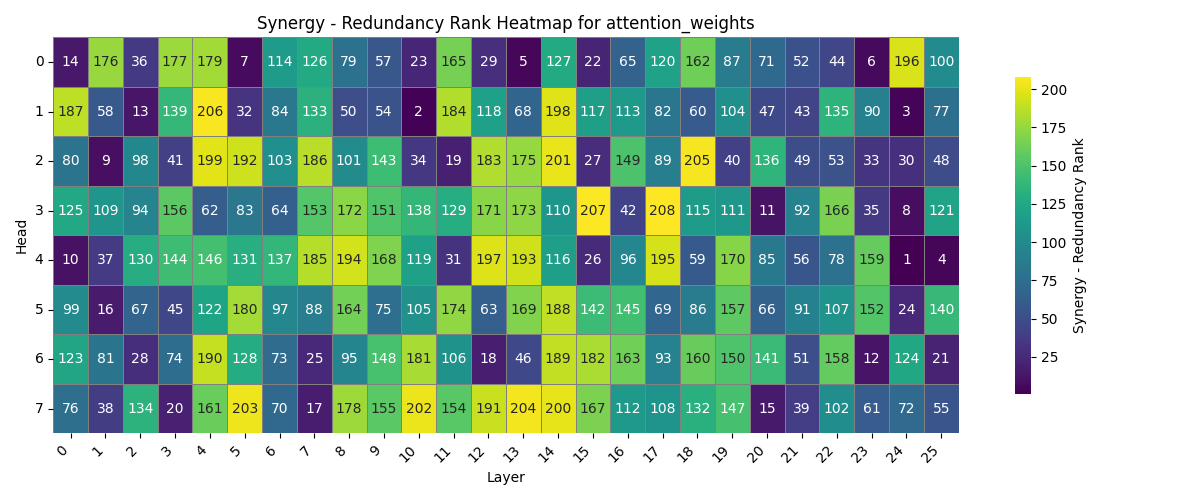 Synergy - Redundancy Rank Heatmap for attention_weights
Head
0 14 176 36 177 179 7 114 126 79 57 23 165 29 5 127 22 65 120 162 87 71 52 44 6 196 100
1 187 58 13 139 206 32 84 133 50 54 2 184 118 68 198 117 113 82 60 104 47 43 135 90 3 77
2 80 9 98 41 199 192 103 186 101 143 34 19 183 175 201 27 149 89 205 40 136 49 53 33 30 48
3 125 109 94 156 62 83 64 153 172 151 138 129 171 173 110 207 42 208 115 111 11 92 166 35 8 121
4 10 37 130 144 146 131 137 185 194 168 119 31 197 193 116 26 96 195 59 170 85 56 78 159 1 4
5 99 16 67 45 122 180 97 88 164 75 105 174 63 169 188 142 145 69 86 157 66 91 107 152 24 140
6 123 81 28 74 190 128 73 25 95 148 181 106 18 46 189 182 163 93 160 150 141 51 158 12 124 21
7 76 38 134 20 161 203 70 17 178 155 202 154 191 204 200 167 112 108 132 147 15 39 102 61 72 55
0 1 2 3 4 5 6 7 8 9 10 11 12 13 14 15 16 17 18 19 20 21 22 23 24 25
Layer
200
175
150
125
100
75
50
25
Synergy - Redundancy Rank